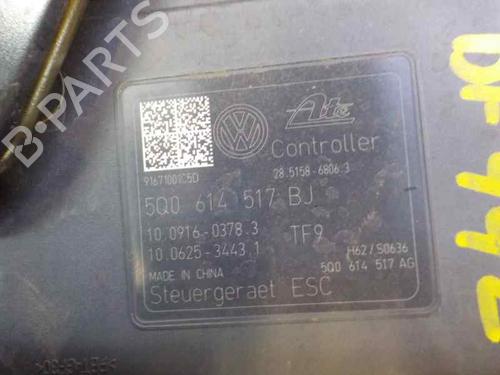 Ate
Controller
91671001C5D
28.5158-6806.3
5Q0 614 517 BJ
10.0916-0378.3
TF9
10.0625-3443.1
H62/S0636
MADE IN CHINA
5Q0 614 517 AG
Steuergeraet ESC
B-PARTS